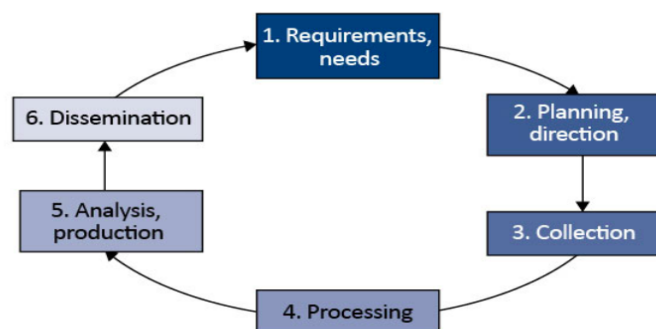 1. Requirements,
needs
2. Planning,
direction
3. Collection
4. Processing
5. Analysis,
production
6. Dissemination